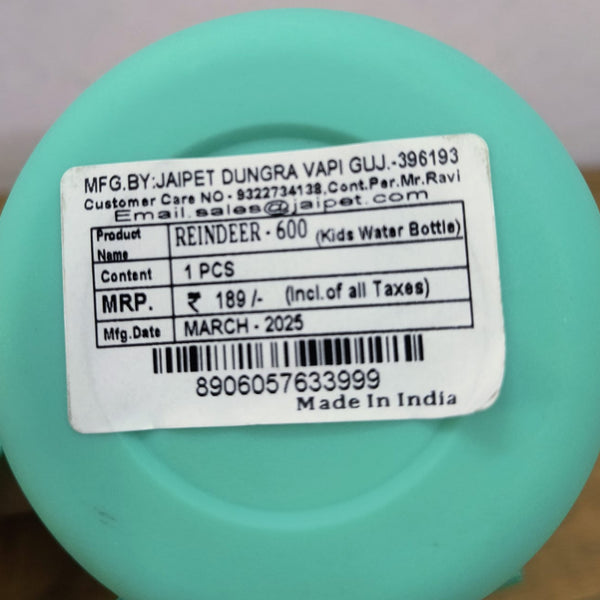 MFG.BY:JAIPET DUNGRA VAPI GUJ.-396193
Customer Care NO - 9322734138.Cont.Per.Mr.Ravi
Email.sales@jaipet.com
Product Name REINDEER - 600 (Kids Water Bottle)
Content 1 PCS
MRP. ₹ 189/- (Incl.of all Taxes)
Mfg.Date MARCH - 2025
8906057633999
Made In India